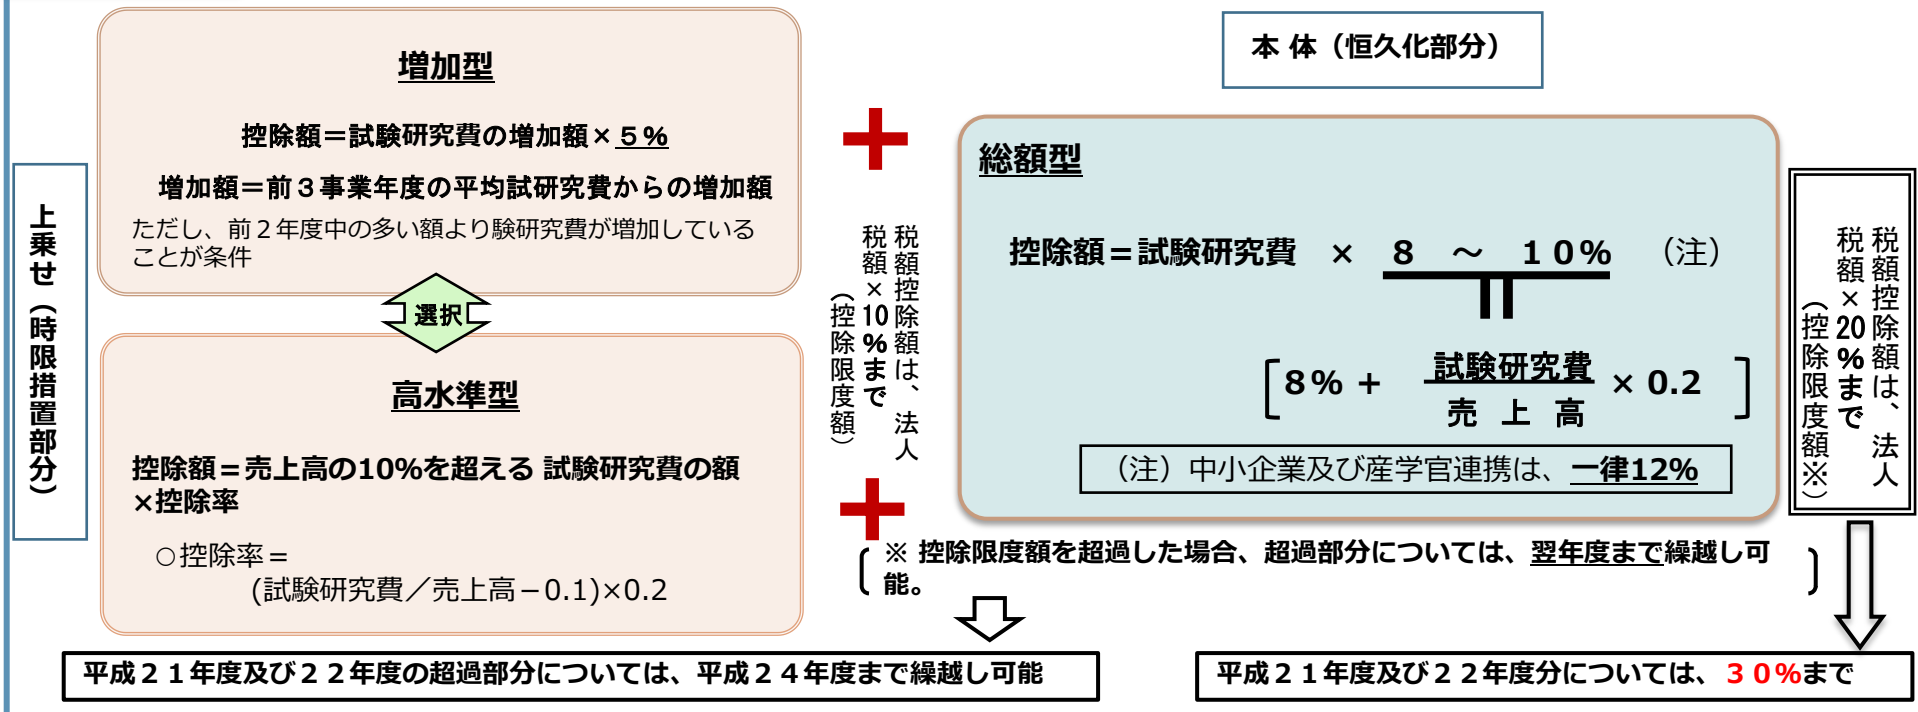 上乗せ（時限措置部分）
増加型
控除額＝試験研究費の増加額×５%
増加額＝前３事業年度の平均試研究費からの増加額
ただし、前２年度中の多い額より験研究費が増加している
ことが条件
選択
高水準型
控除額＝売上高の10%を超える 試験研究費の額
×控除率
○控除率＝
(試験研究費／売上高－0.1)×0.2
税額控除額は、法人
税額×10%まで
（控除限度額）
本 体（恒久化部分）
総額型
控除額＝試験研究費 × ８ ～ １０% （注）
8% + 試験研究費 × 0.2
売 上 高
（注）中小企業及び産学官連携は、一律12%
税額控除額は、法人
税額×20%まで
（控除限度額※）
※ 控除限度額を超過した場合、超過部分については、翌年度まで繰越し可
能。
平成２１年度及び２２年度の超過部分については、平成２４年度まで繰越し可能
平成２１年度及び２２年度分については、３０%まで